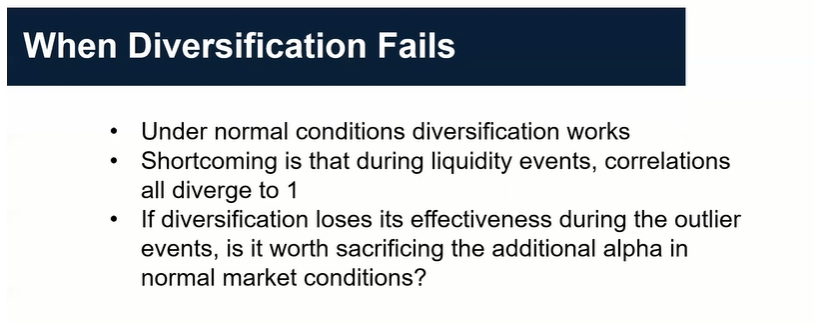 When Diversification Fails
• Under normal conditions diversification works
• Shortcoming is that during liquidity events, correlations
all diverge to 1
• If diversification loses its effectiveness during the outlier
events, is it worth sacrificing the additional alpha in
normal market conditions?